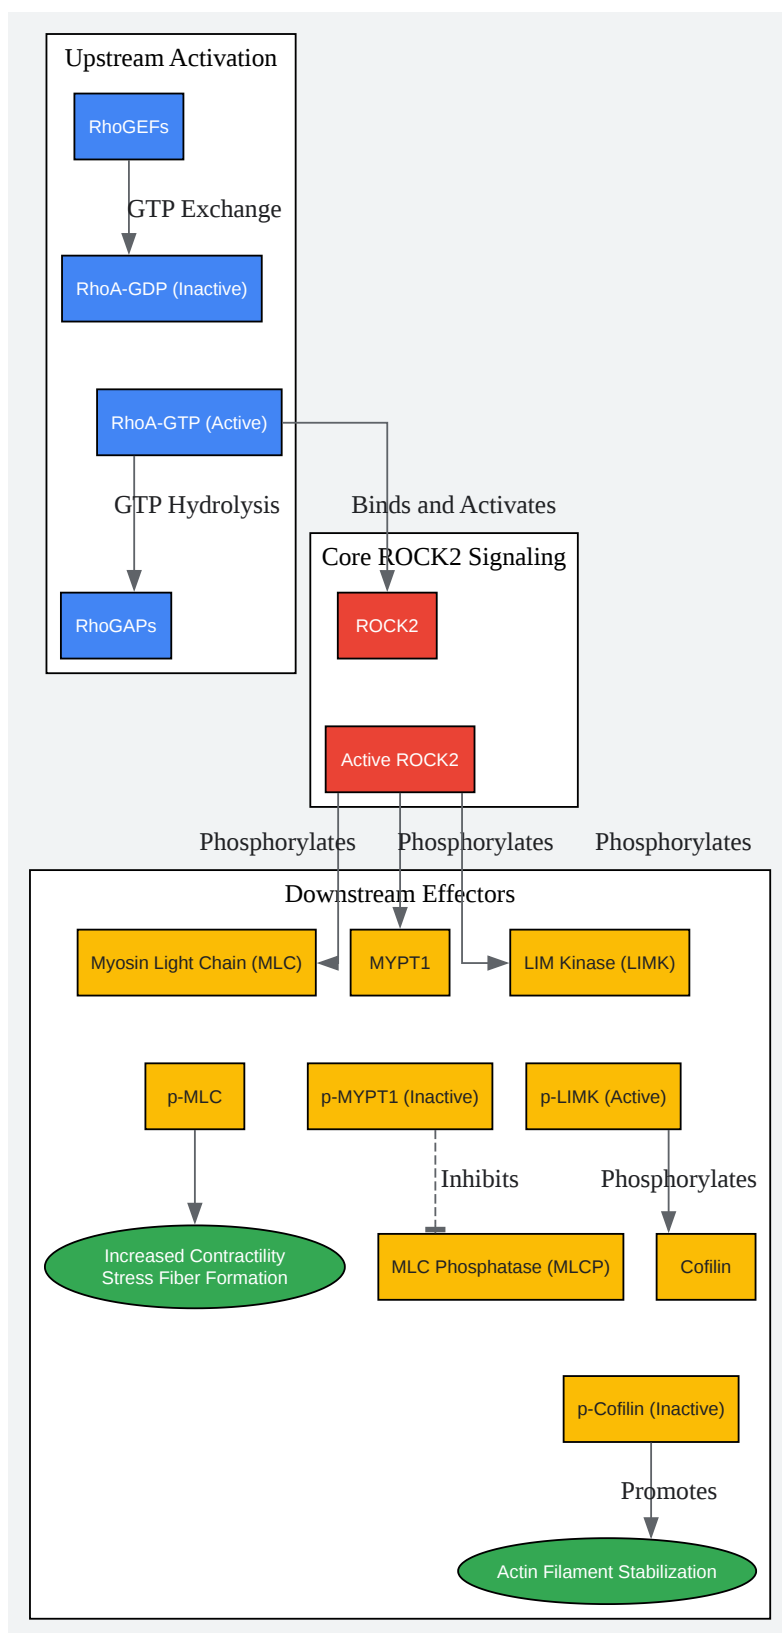 Upstream Activation
RhoGEFs
GTP Exchange
RhoA-GDP (Inactive)
RhoA-GTP (Active)
GTP Hydrolysis
Binds and Activates
Core ROCK2 Signaling
RhoGAPs
ROCK2
Active ROCK2
Phosphorylates
Phosphorylates
Phosphorylates
Downstream Effectors
Myosin Light Chain (MLC)
MYPT1
LIM Kinase (LIMK)
p-MLC
p-MYPT1 (Inactive)
p-LIMK (Active)
Inhibits
Phosphorylates
Increased Contractility
Stress Fiber Formation
MLC Phosphatase (MLCP)
Cofilin
p-Cofilin (Inactive)
Promotes
Actin Filament Stabilization